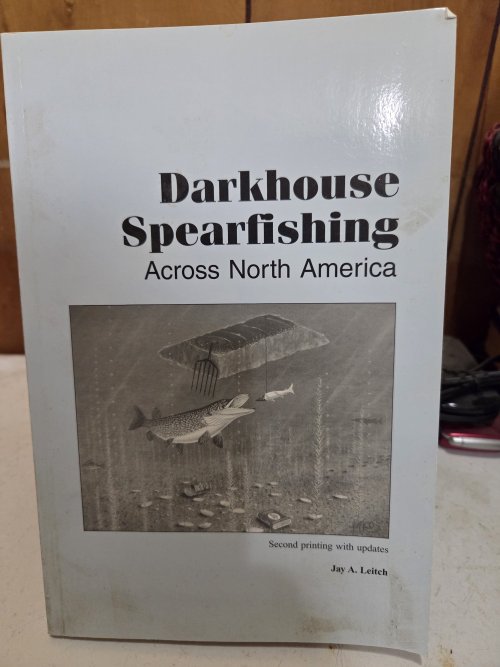 Darkhouse
Spearfishing
Across North America
Second printing with updates
Jay A. Leitch